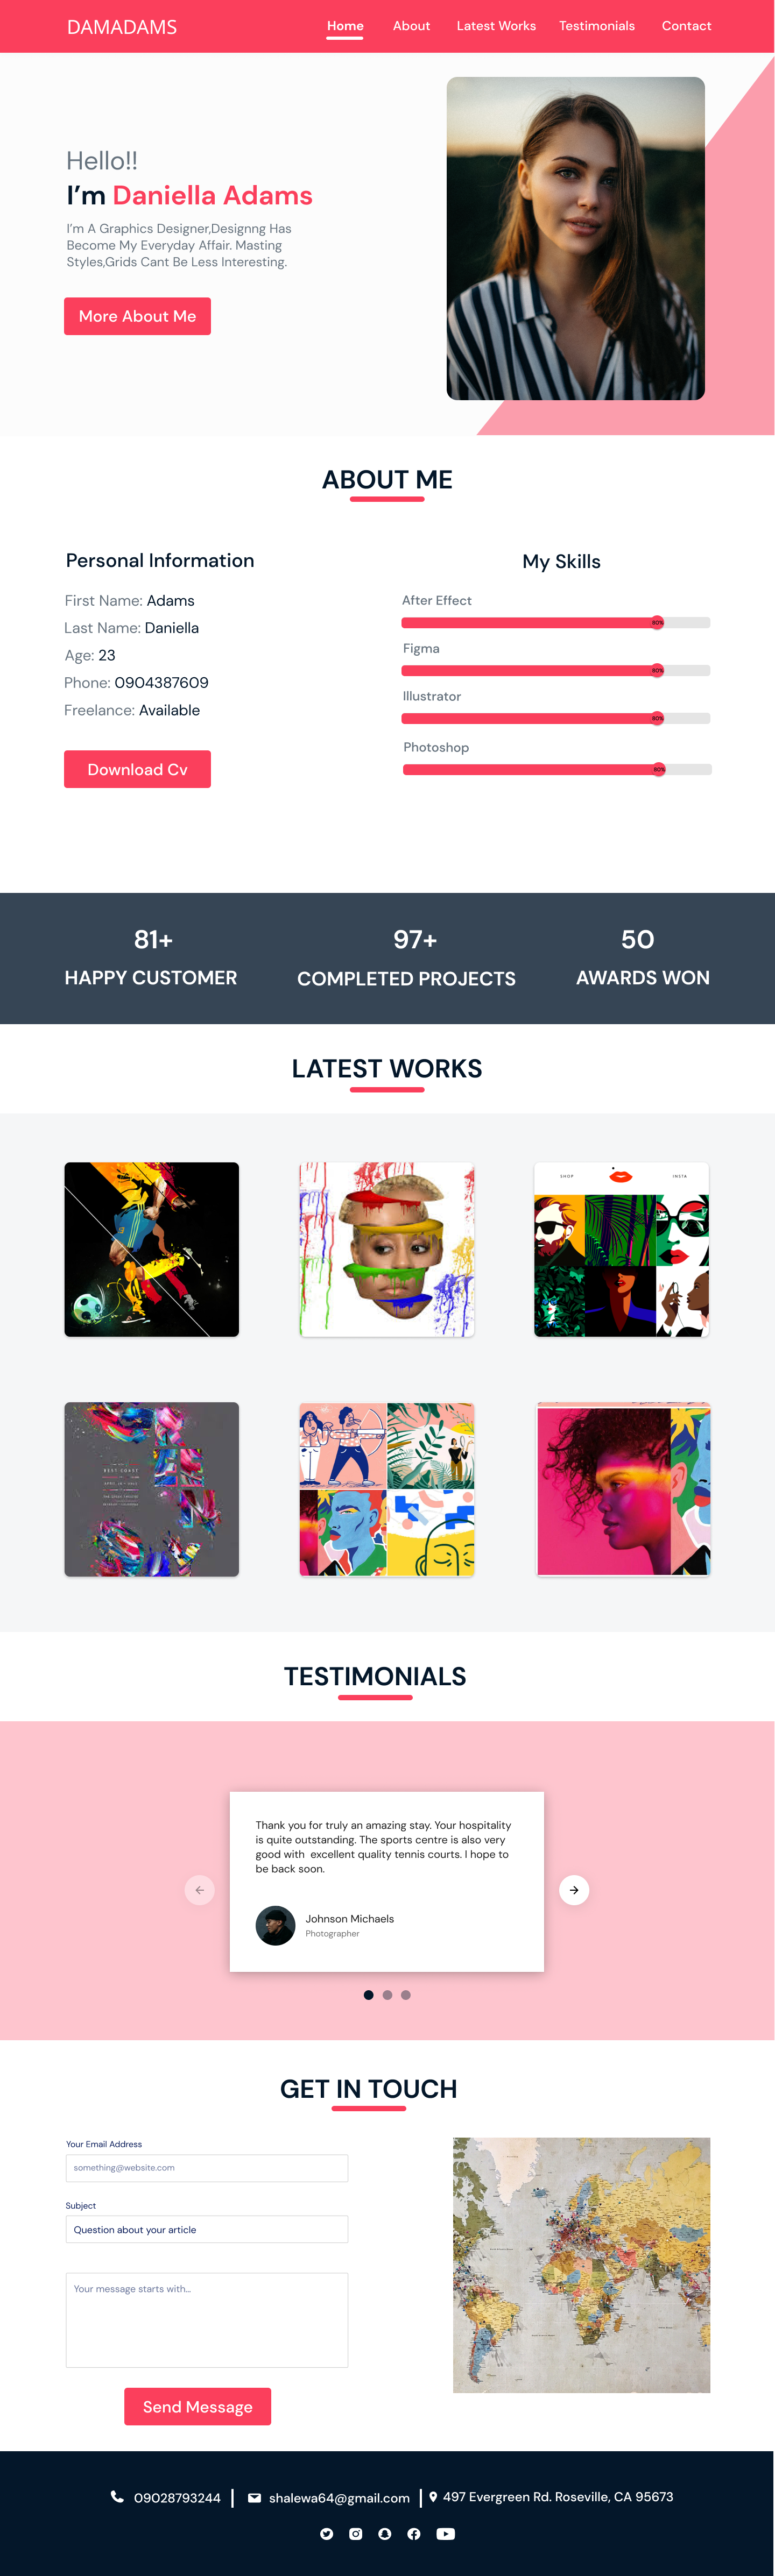 DAMADAMS
Home
About
Latest Works
Testimonials
Contact
Hello!!
I'm Daniella Adams
I'm A Graphics Designer,Designng Has
Become My Everyday Affair. Masting
Styles,Grids Cant Be Less Interesting.
More About Me
ABOUT ME
Personal Information
First Name: Adams
Last Name: Daniella
Age: 23
Phone: 0904387609
Freelance: Available
Download Cv
My Skills
After Effect
80%
Figma
80%
Illustrator
80%
Photoshop
80%
81+
HAPPY CUSTOMER
97+
COMPLETED PROJECTS
50
AWARDS WON
LATEST WORKS
SHOP
INSTA
BEST COAST
TESTIMONIALS
Thank you for truly an amazing stay. Your hospitality
is quite outstanding. The sports centre is also very
good with  excellent quality tennis courts. I hope to
be back soon.
Johnson Michaels
Photographer
GET IN TOUCH
Your Email Address
something@website.com
Subject
Question about your article
Your message starts with...
Send Message
09028793244
shalewa64@gmail.com
497 Evergreen Rd. Roseville, CA 95673